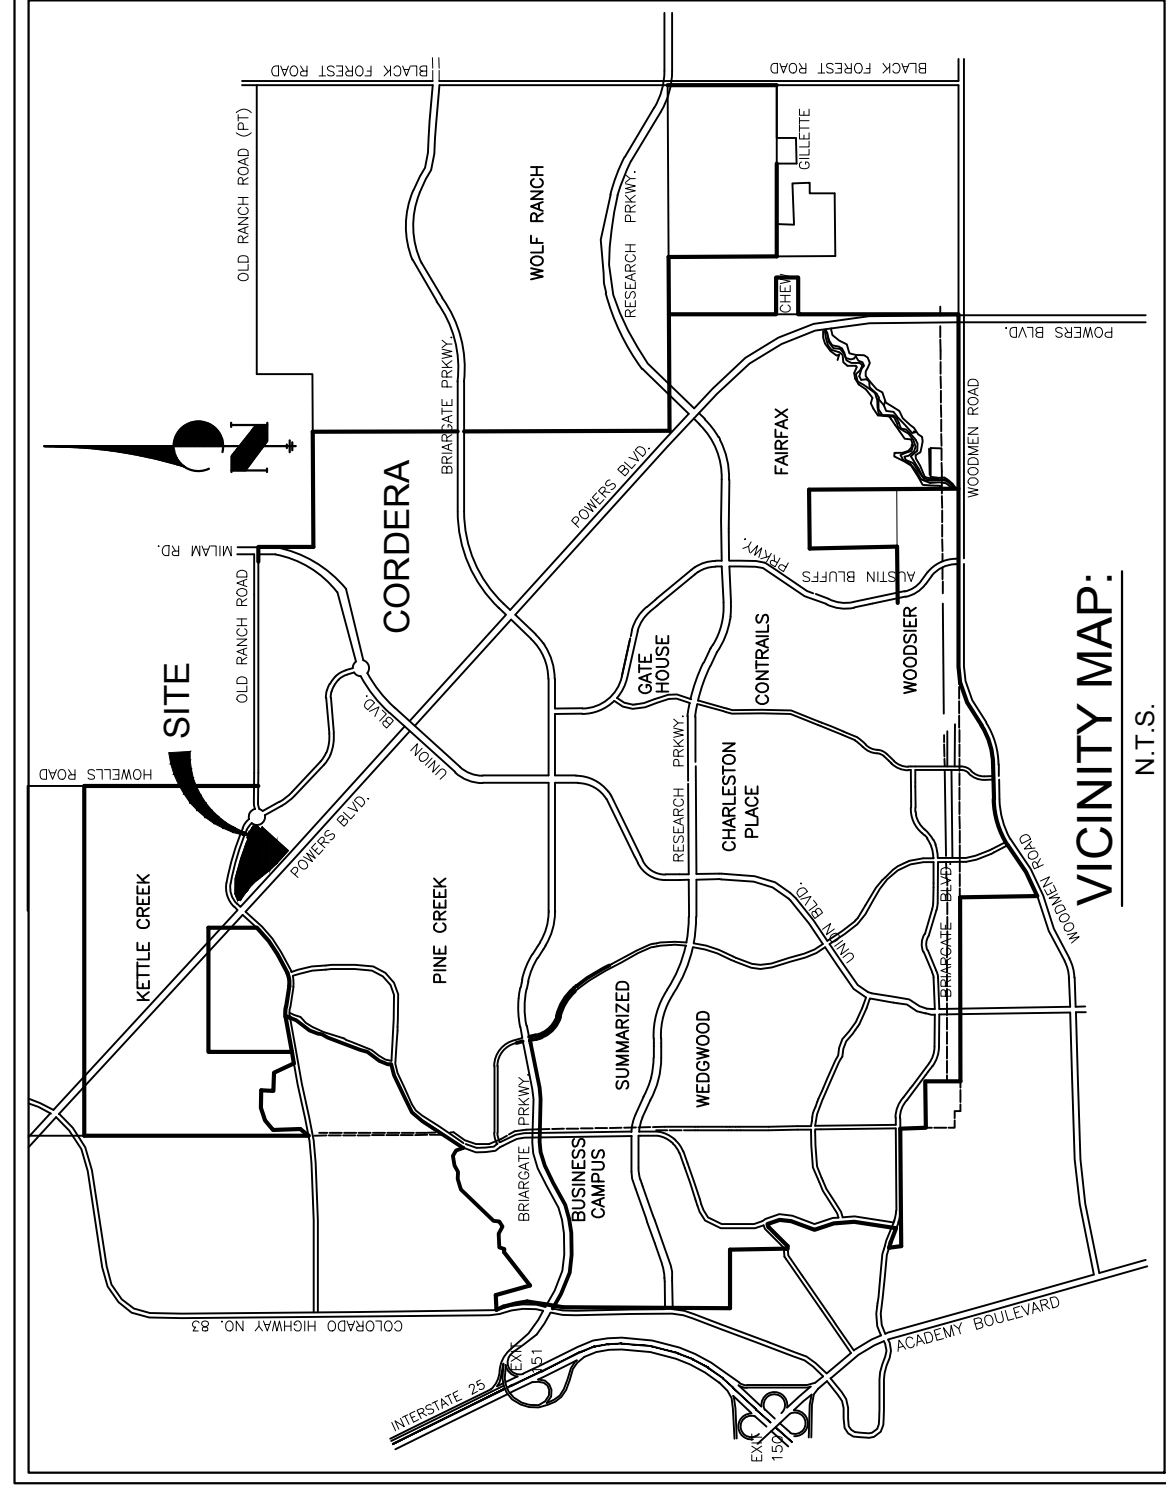 BLACK FOREST ROAD
BLACK FOREST ROAD
OLD RANCH ROAD (PT)
GILLETTE
WOLF RANCH
RESEARCH PRKWY.
CHEW
POWERS BLVD.
BRIARGATE PRKWY.
N
WOODMEN ROAD
FAIRFAX
POWERS BLVD.
CORDERA
MILAM RD.
OLD RANCH ROAD
AUSTIN BLUFFS
PRKWY.
SITE
GATE
HOUSE
CONTRAILS
WOODSIER
UNION
BLVD.
HOWELLS ROAD
POWERS BLVD.
RESEARCH PRKWY.
CHARLESTON
PLACE
KETTLE CREEK
PINE CREEK
UNION BLVD.
BRIARGATE BLVD.
WOODMEN ROAD
SUMMARIZED
WEDGWOOD
BRIARGATE PRKWY.
BUSINESS
CAMPUS
COLORADO HIGHWAY NO. 83
ACADEMY BOULEVARD
EXIT
151
INTERSTATE 25
EXIT
150
VICINITY MAP:
N.T.S.